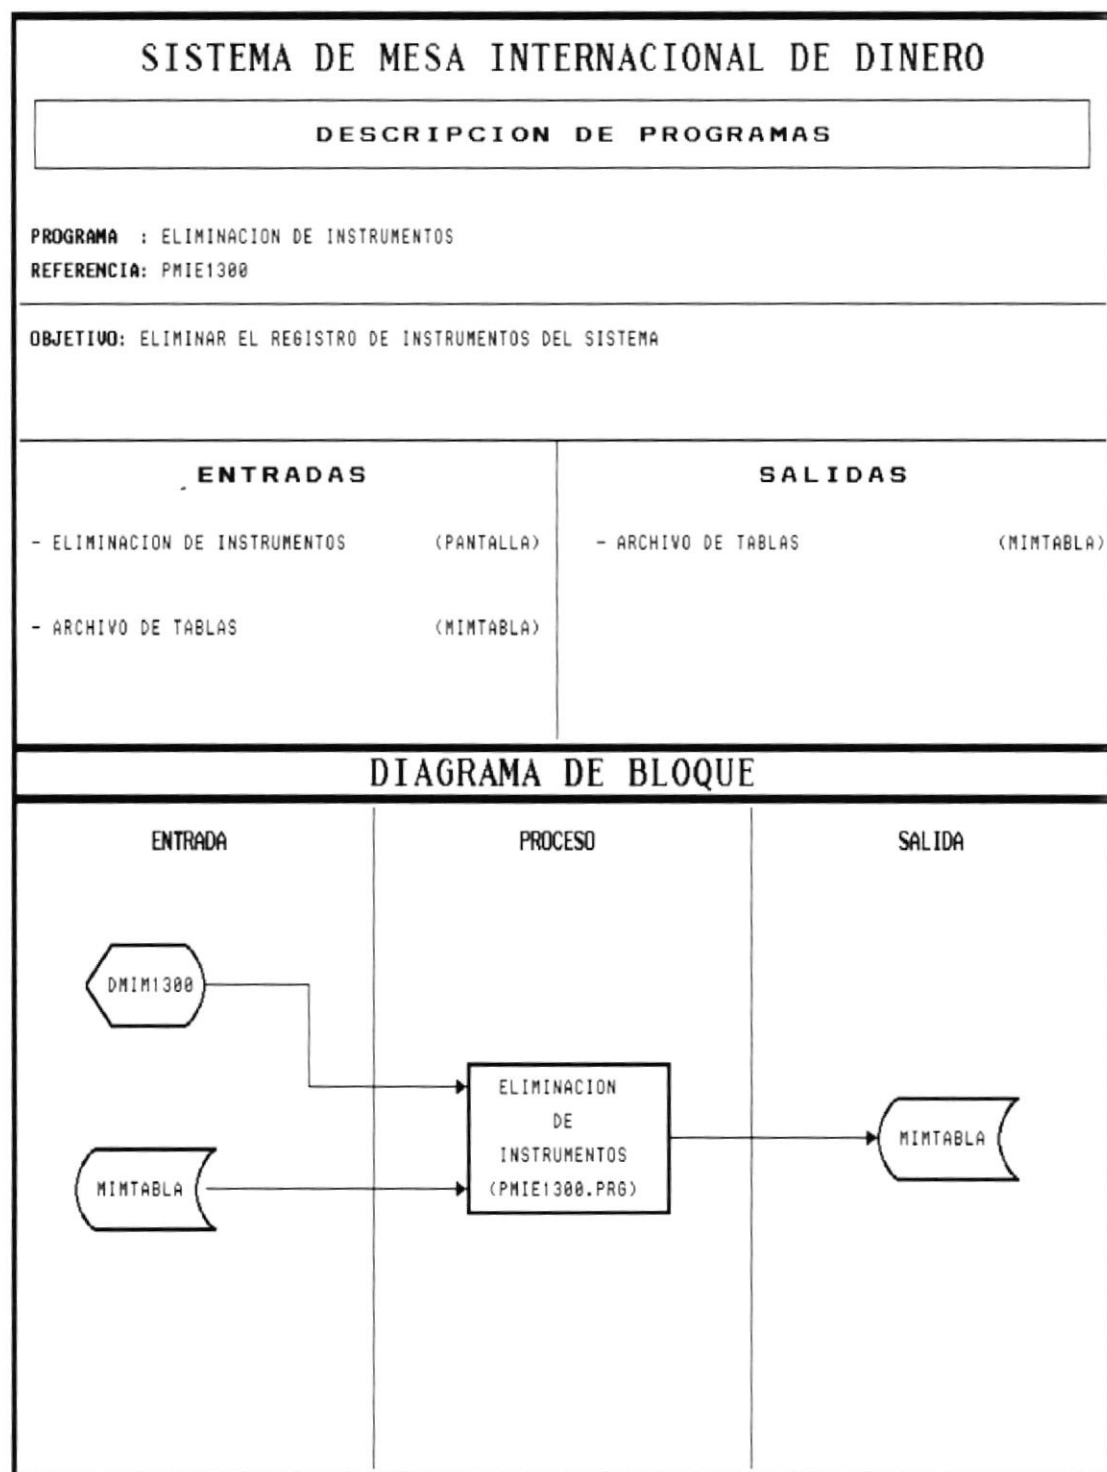 SISTEMA DE MESA INTERNACIONAL DE DINERO
DESCRIPCION DE PROGRAMAS
PROGRAMA : ELIMINACION DE INSTRUMENTOS
REFERENCIA: PMIE1300
OBJETIVO: ELIMINAR EL REGISTRO DE INSTRUMENTOS DEL SISTEMA
ENTRADAS
- ELIMINACION DE INSTRUMENTOS (PANTALLA)
- ARCHIVO DE TABLAS (MIMTABLA)
SALIDAS
- ARCHIVO DE TABLAS (MIMTABLA)
DIAGRAMA DE BLOQUE
ENTRADA
DMIM1300
MIMTABLA
PROCESO
ELIMINACION
DE
INSTRUMENTOS
(PMIE1300.PRG)
SALIDA
MIMTABLA